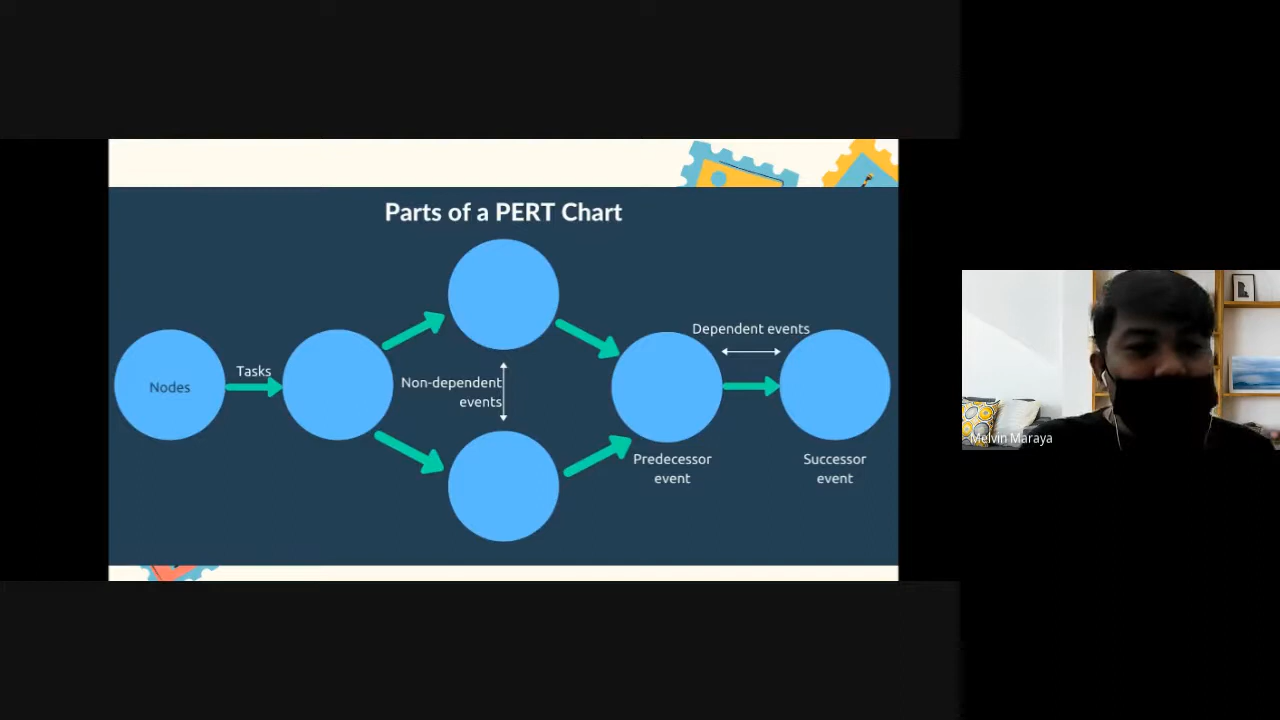 Parts of a PERT Chart
Nodes
Tasks
Non-dependent
events
Dependent events
Predecessor
event
Successor
event
Melvin Maraya